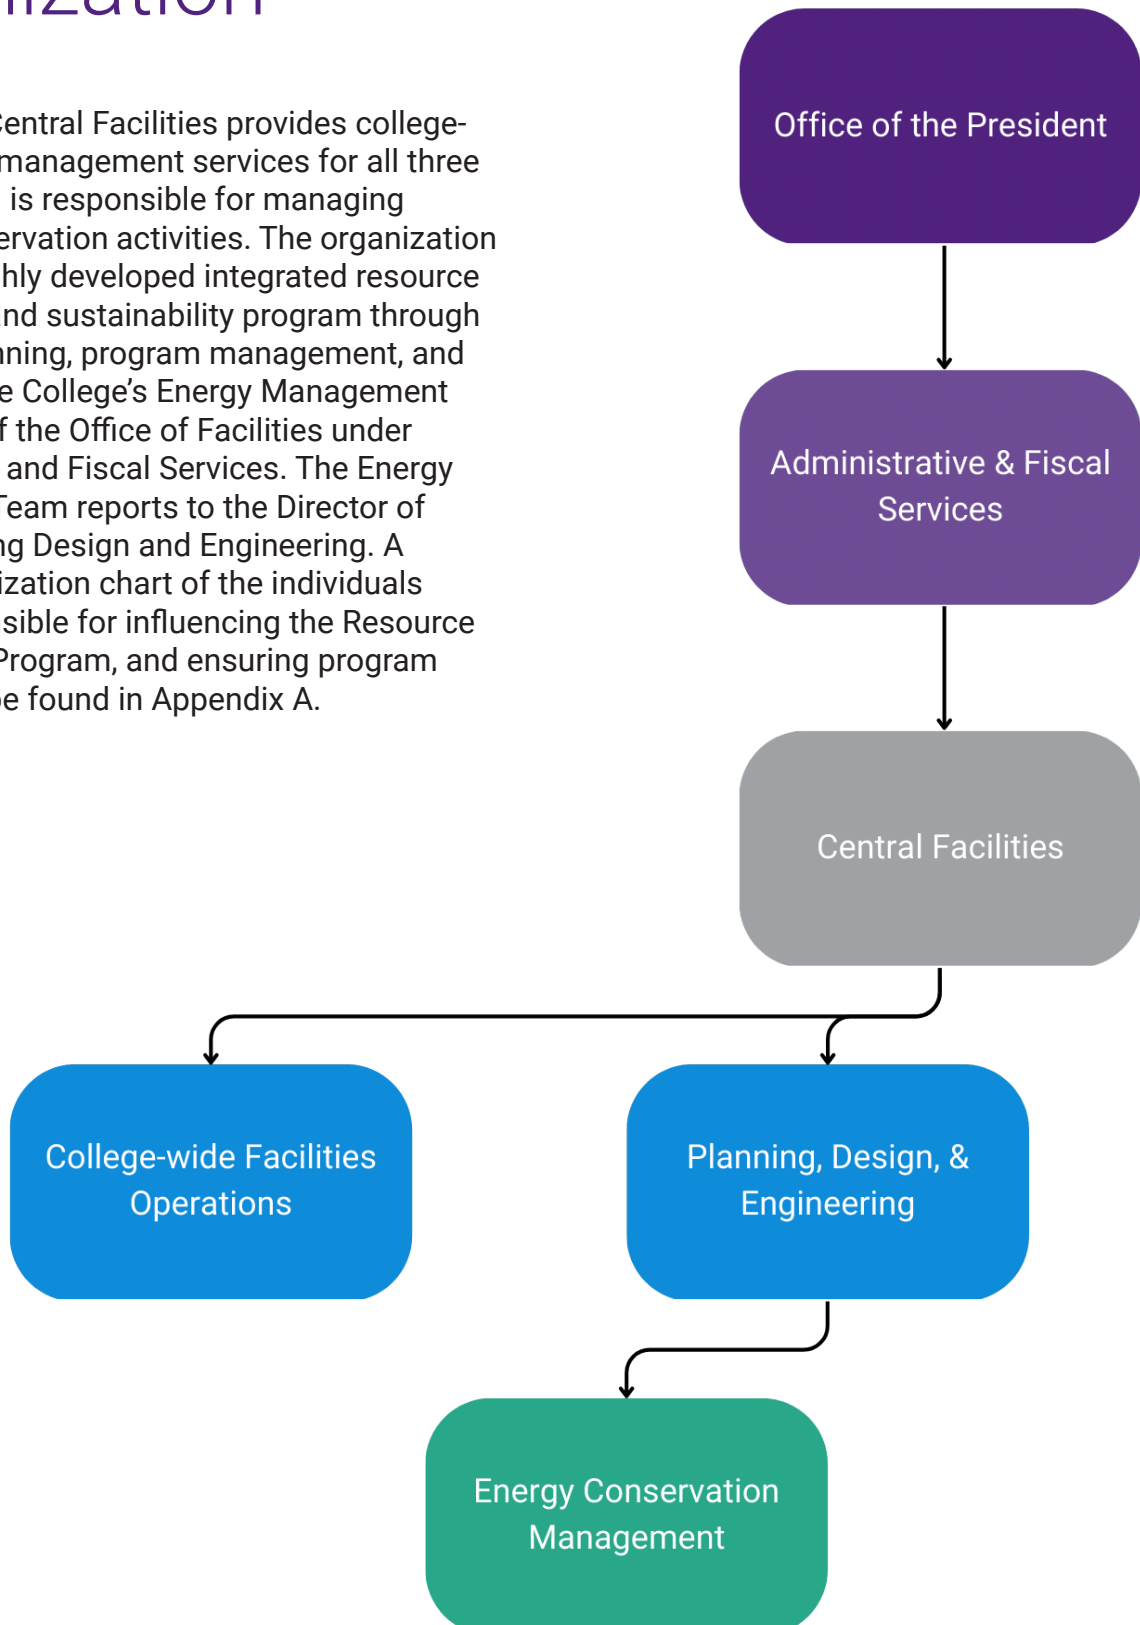 entral Facilities provides college-
management services for all three
is responsible for managing
ervation activities. The organization
hly developed integrated resource
nd sustainability program through
nning, program management, and
e College’s Energy Management
f the Office of Facilities under
and Fiscal Services. The Energy
Team reports to the Director of
ng Design and Engineering. A
ization chart of the individuals
nsible for influencing the Resource
Program, and ensuring program
be found in Appendix A.
Office of the President
Administrative & Fiscal
Services
Central Facilities
College-wide Facilities
Operations
Planning, Design, &
Engineering
Energy Conservation
Management